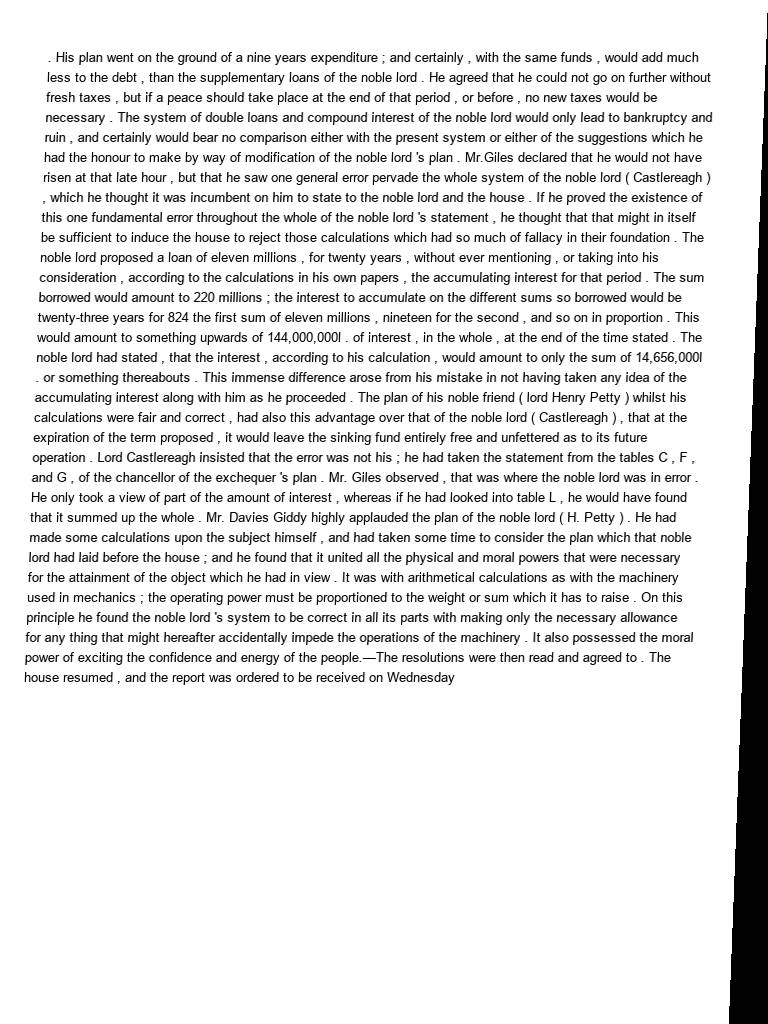 . His plan went on the ground of a nine years expenditure ; and certainly , with the same funds , would add much
less to the debt , than the supplementary loans of the noble lord . He agreed that he could not go on further without
fresh taxes , but if a peace should take place at the end of that period , or before , no new taxes would be
necessary . The system of double loans and compound interest of the noble lord would only lead to bankruptcy and
ruin , and certainly would bear no comparison either with the present system or either of the suggestions which he
had the honour to make by way of modification of the noble lord 's plan . Mr.Giles declared that he would not have
risen at that late hour , but that he saw one general error pervade the whole system of the noble lord ( Castlereagh )
, which he thought it was incumbent on him to state to the noble lord and the house . If he proved the existence of
this one fundamental error throughout the whole of the noble lord 's statement , he thought that that might in itself
be sufficient to induce the house to reject those calculations which had so much of fallacy in their foundation . The
noble lord proposed a loan of eleven millions , for twenty years , without ever mentioning , or taking into his
consideration , according to the calculations in his own papers , the accumulating interest for that period . The sum
borrowed would amount to 220 millions ; the interest to accumulate on the different sums so borrowed would be
twenty-three years for 824 the first sum of eleven millions , nineteen for the second , and so on in proportion . This
would amount to something upwards of 144,000,000l . of interest , in the whole , at the end of the time stated . The
noble lord had stated , that the interest , according to his calculation , would amount to only the sum of 14,656,000l
. or something thereabouts . This immense difference arose from his mistake in not having taken any idea of the
accumulating interest along with him as he proceeded . The plan of his noble friend ( lord Henry Petty ) whilst his
calculations were fair and correct , had also this advantage over that of the noble lord ( Castlereagh ) , that at the
expiration of the term proposed , it would leave the sinking fund entirely free and unfettered as to its future
operation . Lord Castlereagh insisted that the error was not his ; he had taken the statement from the tables C , F ,
and G , of the chancellor of the exchequer 's plan . Mr. Giles observed , that was where the noble lord was in error .
He only took a view of part of the amount of interest , whereas if he had looked into table L , he would have found
that it summed up the whole . Mr. Davies Giddy highly applauded the plan of the noble lord ( H. Petty ) . He had
made some calculations upon the subject himself , and had taken some time to consider the plan which that noble
lord had laid before the house ; and he found that it united all the physical and moral powers that were necessary
for the attainment of the object which he had in view . It was with arithmetical calculations as with the machinery
used in mechanics ; the operating power must be proportioned to the weight or sum which it has to raise . On this
principle he found the noble lord 's system to be correct in all its parts with making only the necessary allowance
for any thing that might hereafter accidentally impede the operations of the machinery . It also possessed the moral
power of exciting the confidence and energy of the people.—The resolutions were then read and agreed to . The
house resumed , and the report was ordered to be received on Wednesday